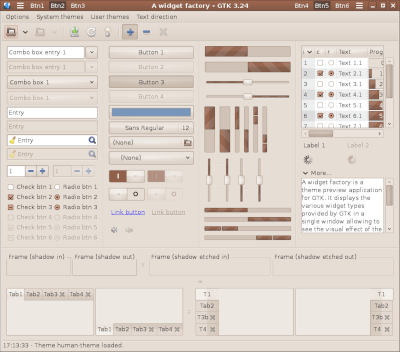 Btn1 Btn2 Btn3 A widget factory - GTK 3.24 Btn4 Btn5 Btn6
Options System themes User themes Text direction
Combo box entry 1
Combo box entry 2
Combo box 1
Combo box 2
Entry
Entry
Entry
Entry
1
1
Check btn 1 Radio btn 1
Check btn 2 Radio btn 2
Check btn 3 Radio btn 3
Check btn 4 Radio btn 4
Check btn 5 Radio btn 5
Check btn 6 Radio btn 6
Button 1
Button 2
Button 3
Button 4
Sans Regular 12
(None)
(None)
Link button Link button
I C r Text Prog
1 Text 1.1
2 Text 2.1
3 Text 3.1
4 Text 4.1
5 Text 5.1
6 Text 6.1
7 Text 7.1
Label 1 Label 2
More...
A widget factory is a
theme preview application
for GTK. It displays the
various widget types
provided by GTK in a
single window allowing to
see the visual effect of the
Frame (shadow in) Frame (shadow out) Frame (shadow etched in) Frame (shadow etched out)
Tab1 Tab2 Tab3 Tab4
Tab1 Tab2 Tab3 Tab4
T1
Tab2
T3b
T4
T1
Tab2
T3b
T4
17:13:33 - Theme human-theme loaded.